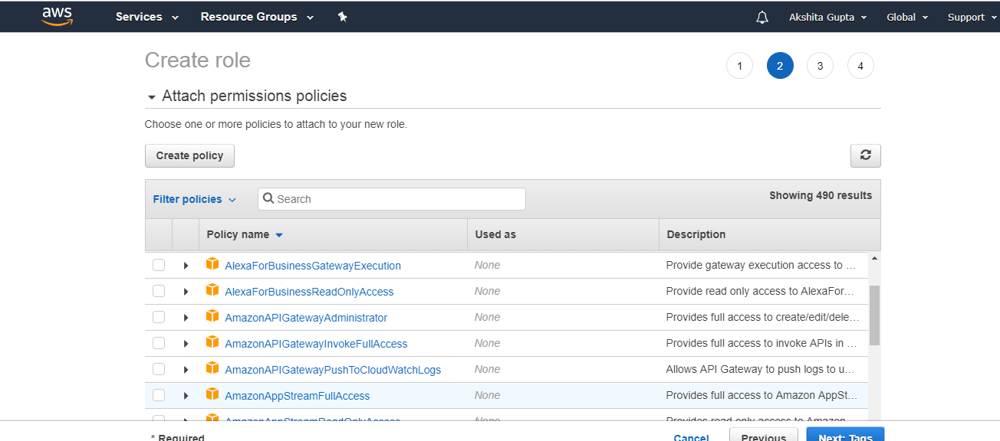 aws Services Resource Groups Akshita Gupta Global Support
Create role 1 2 3 4
Attach permissions policies
Choose one or more policies to attach to your new role.
Create policy
Filter policies Search Showing 490 results
Policy name Used as Description
AlexaForBusinessGatewayExecution None Provide gateway execution access to ...
AlexaForBusinessReadOnlyAccess None Provide read only access to AlexaFor...
AmazonAPIGatewayAdministrator None Provides full access to create/edit/dele...
AmazonAPIGatewayInvokeFullAccess None Provides full access to invoke APIs in ...
AmazonAPIGatewayPushToCloudWatchLogs None Allows API Gateway to push logs to u...
AmazonAppStreamFullAccess None Provides full access to Amazon AppSt...
AmazonAppStreamReadOnlyAccess None Provides read only access to Amazon
* Required Cancel Previous Next: Tags